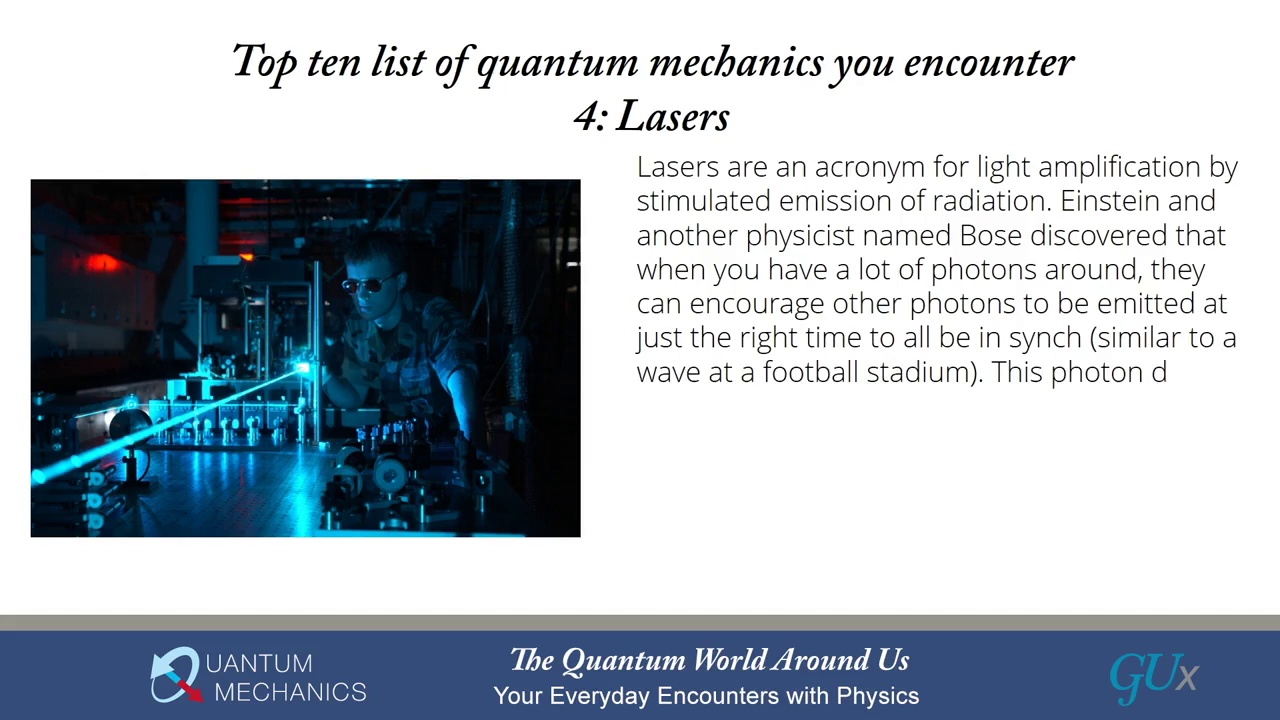 Top ten list of quantum mechanics you encounter
4: Lasers
Lasers are an acronym for light amplification by
stimulated emission of radiation. Einstein and
another physicist named Bose discovered that
when you have a lot of photons around, they
can encourage other photons to be emitted at
just the right time to all be in synch (similar to a
wave at a football stadium). This photon d
QUANTUM
MECHANICS
The Quantum World Around Us
Your Everyday Encounters with Physics
GUx